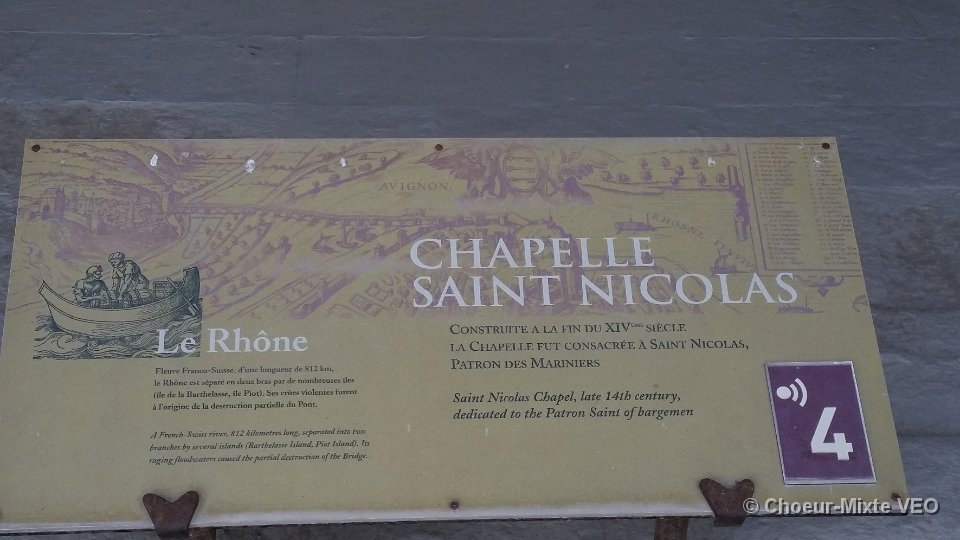 AVIGNON.
RHOSNE
CHAPELLE
SAINT NICOLAS
CONSTRUITE A LA FIN DU XIVÈME SIÈCLE
LA CHAPELLE FUT CONSACRÉE À SAINT NICOLAS,
PATRON DES MARINIERS
Saint Nicolas Chapel, late 14th century,
dedicated to the Patron Saint of bargemen
Le Rhône
Fleuve Franco-Suisse, d'une longueur de 812 km,
le Rhône est séparé en deux bras par de nombreuses îles
(île de la Barthelasse, île Piot). Ses crûes violentes furent
à l'origine de la destruction partielle du Pont.
A French-Swiss river, 812 kilometres long, separated into two
branches by several islands (Barthelasse Island, Piot Island). Its
raging floodwaters caused the partial destruction of the Bridge.
4
© Choeur-Mixte VEO